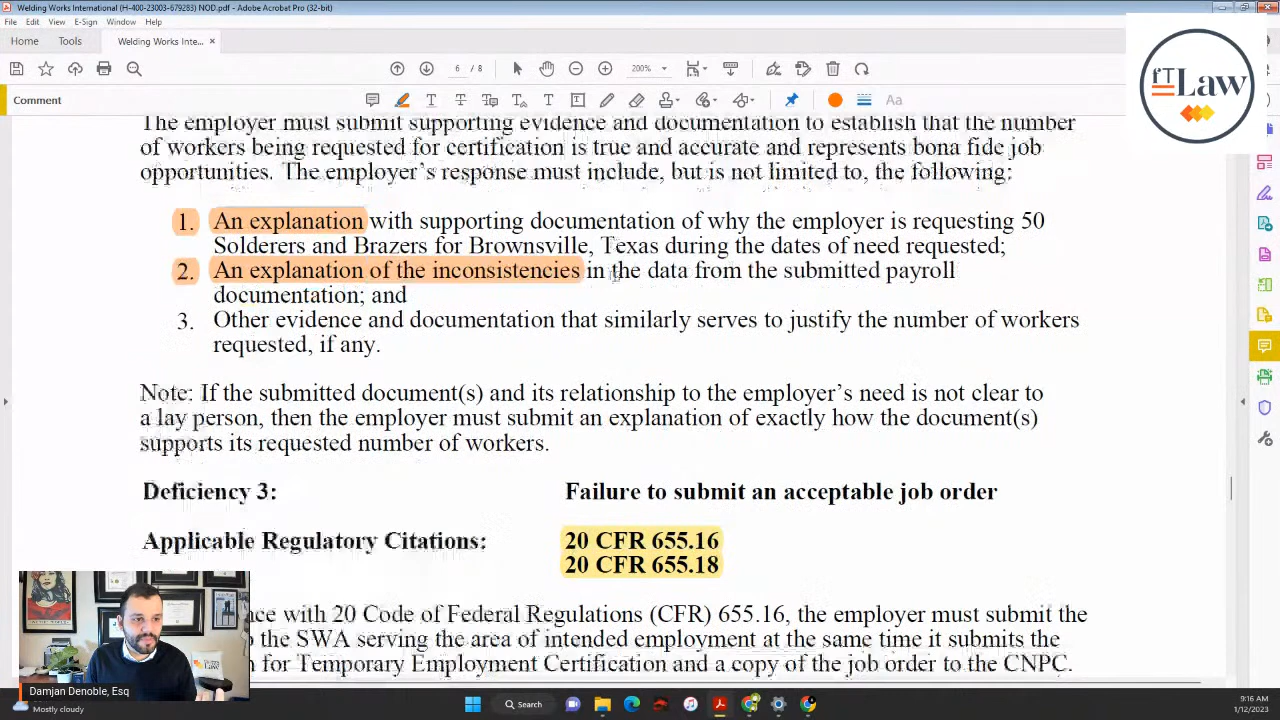 Welding Works International (H-400-23003-679283) NOD.pdf - Adobe Acrobat Pro (32-bit)
File Edit View E-Sign Window Help
Home Tools Welding Works Inte... ×
/ 8 200%
Comment
Aa
fT Law
The employer must submit supporting evidence and documentation to establish that the number
of workers being requested for certification is true and accurate and represents bona fide job
opportunities. The employer's response must include, but is not limited to, the following:
1. An explanation with supporting documentation of why the employer is requesting 50
Solderers and Brazers for Brownsville, Texas during the dates of need requested;
2. An explanation of the inconsistencies in the data from the submitted payroll
documentation; and
3. Other evidence and documentation that similarly serves to justify the number of workers
requested, if any.
Note: If the submitted document(s) and its relationship to the employer's need is not clear to
a lay person, then the employer must submit an explanation of exactly how the document(s)
supports its requested number of workers.
Deficiency 3: Failure to submit an acceptable job order
Applicable Regulatory Citations: 20 CFR 655.16
20 CFR 655.18
ce with 20 Code of Federal Regulations (CFR) 655.16, the employer must submit the
the SWA serving the area of intended employment at the same time it submits the
for Temporary Employment Certification and a copy of the job order to the CNPC.
Damjan Denoble, Esq
Mostly cloudy
Search
9:16 AM
1/12/2023